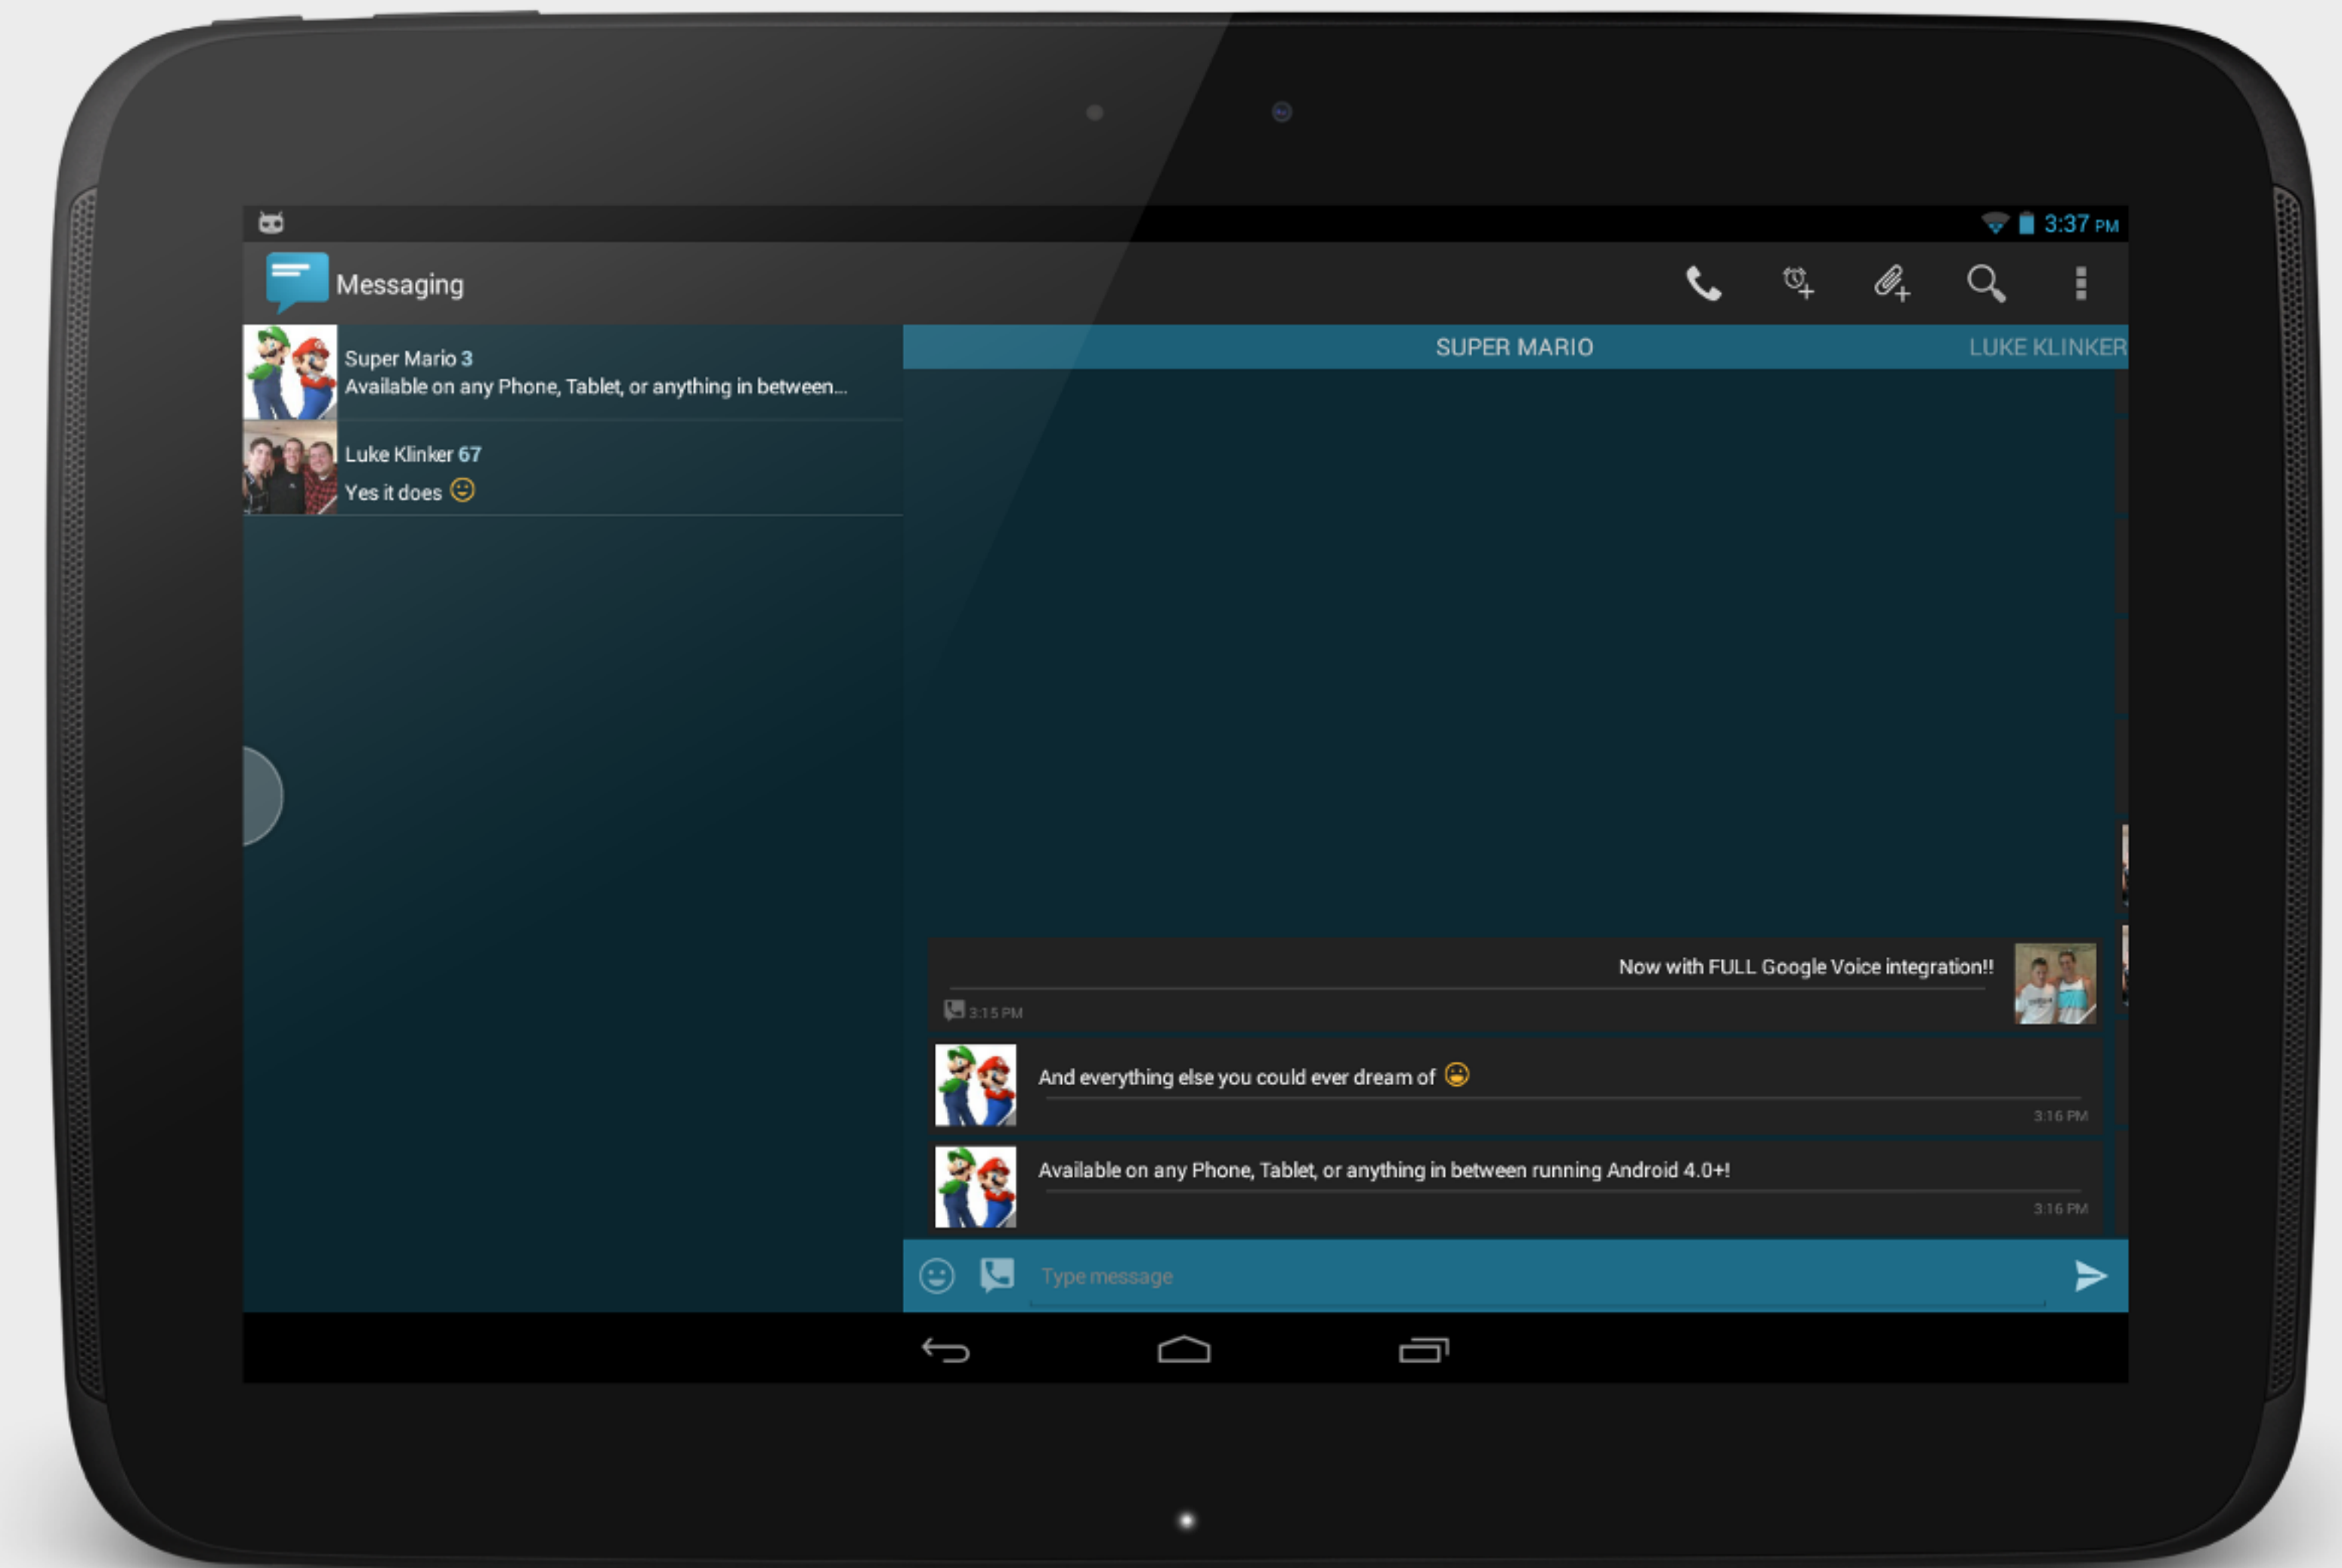 3:37 PM
Messaging
Super Mario 3
Available on any Phone, Tablet, or anything in between...
Luke Klinker 67
Yes it does
SUPER MARIO
LUKE KLINKER
Now with FULL Google Voice integration!!
3:15 PM
And everything else you could ever dream of
3:16 PM
Available on any Phone, Tablet, or anything in between running Android 4.0+!
3:16 PM
Type message